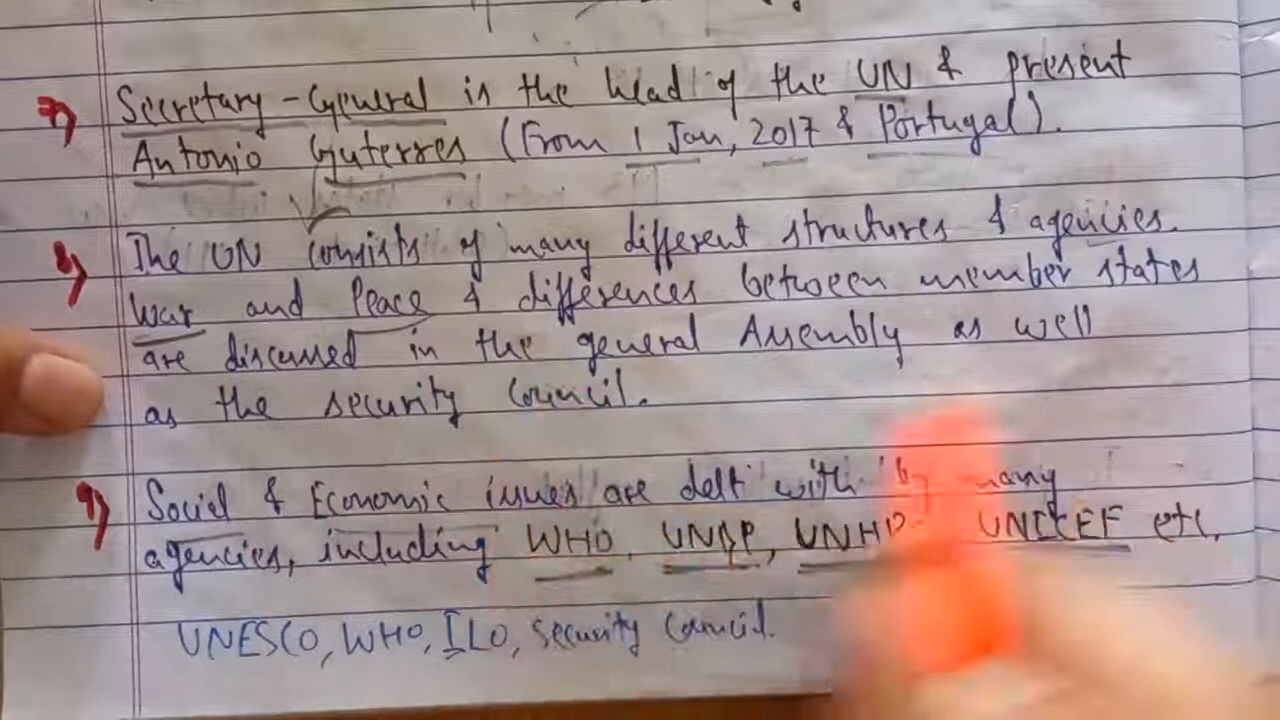 7) Secretary-General is the head of the UN & present
Antonio Guterres (From 1 Jan, 2017 & Portugal).
8) The UN consists of many different structures & agencies.
War and Peace & differences between member states
are discussed in the general Assembly as well
as the security Council.
9) Social & Economic issues are delt with by many
agencies, including WHO, UNDP, UNICEF etc.
UNESCO, WHO, ILO, Security Council.